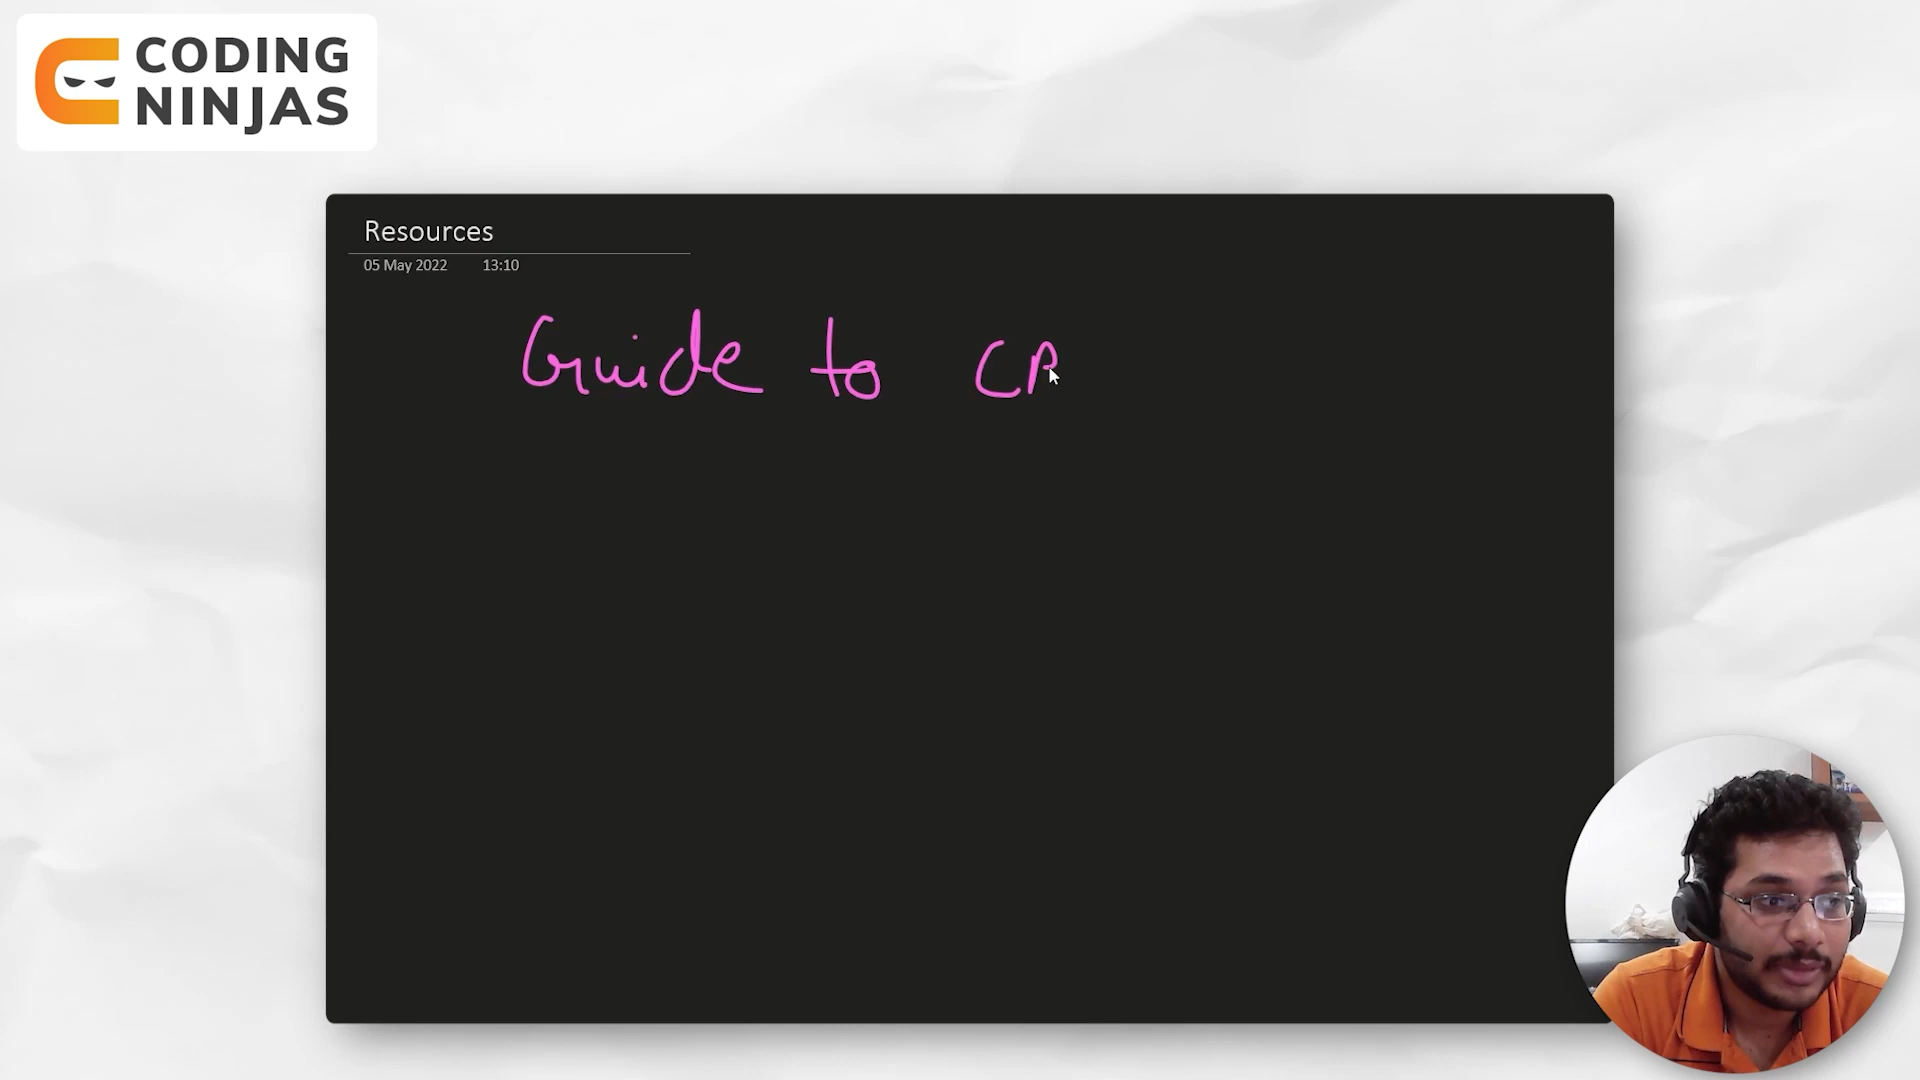 CODING
NINJAS
Resources
05 May 2022 13:10
Guide to CP